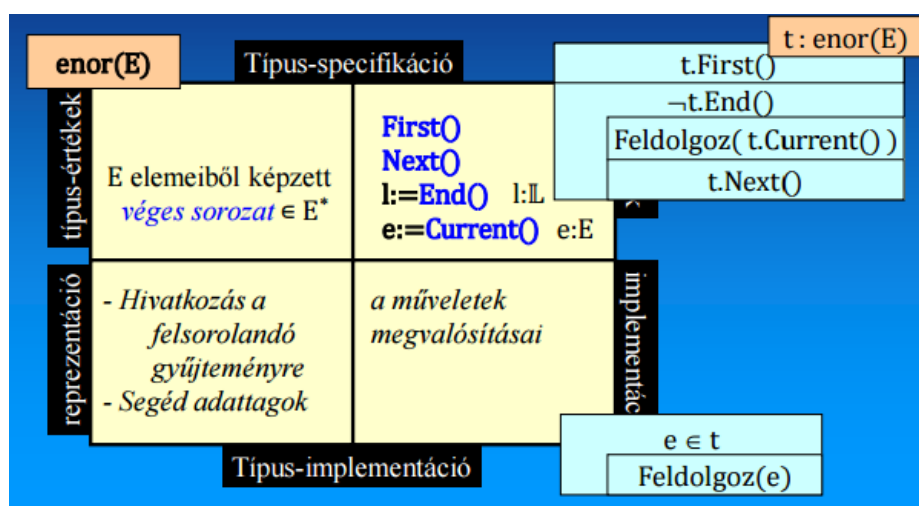 enor(E)
Típus-specifikáció
t : enor(E)
t.First()
¬t.End()
Feldolgoz( t.Current() )
t.Next()
típus-értékek
E elemeiből képzett
véges sorozat ∈ E*
First()
Next()
l:=End() l:𝕃
e:=Current() e:E
k
reprezentáció
- Hivatkozás a
felsorolandó
gyűjteményre
- Segéd adattagok
a műveletek
megvalósításai
implementác
Típus-implementáció
e ∈ t
Feldolgoz(e)